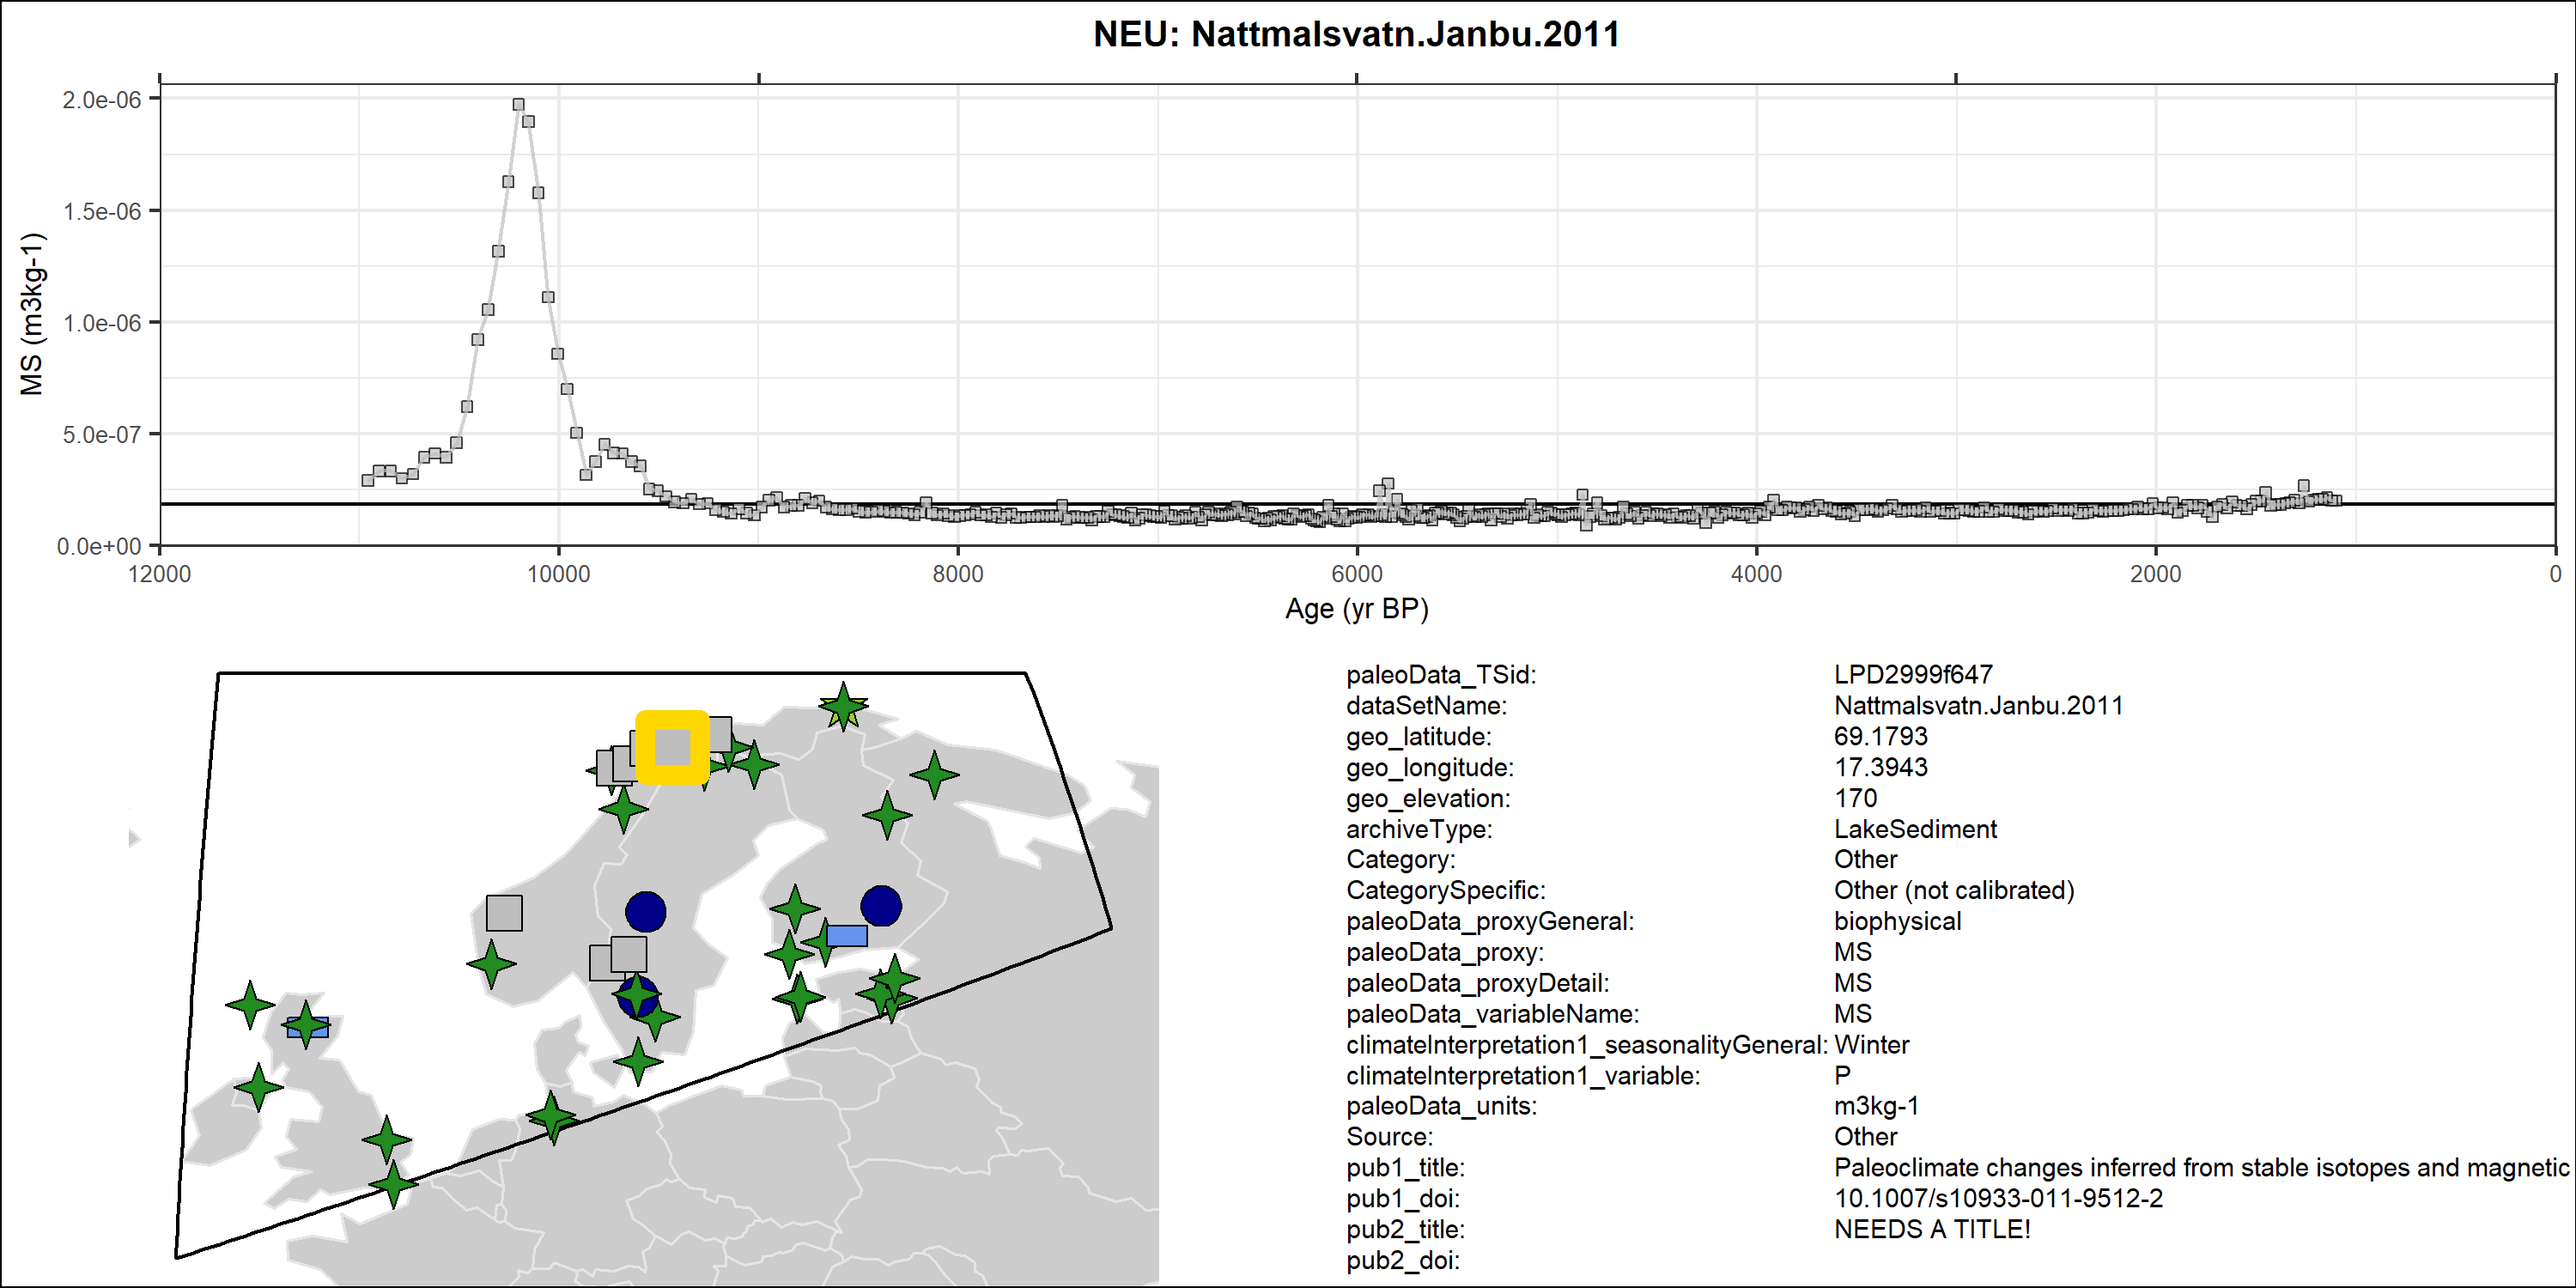 NEU: Nattmalsvatn.Janbu.2011
MS (m3kg-1)
2.0e-06
1.5e-06
1.0e-06
5.0e-07
0.0e+00
12000 10000 8000 6000 4000 2000 0
Age (yr BP)
paleoData_TSid: LPD2999f647
dataSetName: Nattmalsvatn.Janbu.2011
geo_latitude: 69.1793
geo_longitude: 17.3943
geo_elevation: 170
archiveType: LakeSediment
Category: Other
CategorySpecific: Other (not calibrated)
paleoData_proxyGeneral: biophysical
paleoData_proxy: MS
paleoData_proxyDetail: MS
paleoData_variableName: MS
climateInterpretation1_seasonalityGeneral: Winter
climateInterpretation1_variable: P
paleoData_units: m3kg-1
Source: Other
pub1_title: Paleoclimate changes inferred from stable isotopes and magnetic
pub1_doi: 10.1007/s10933-011-9512-2
pub2_title: NEEDS A TITLE!
pub2_doi: